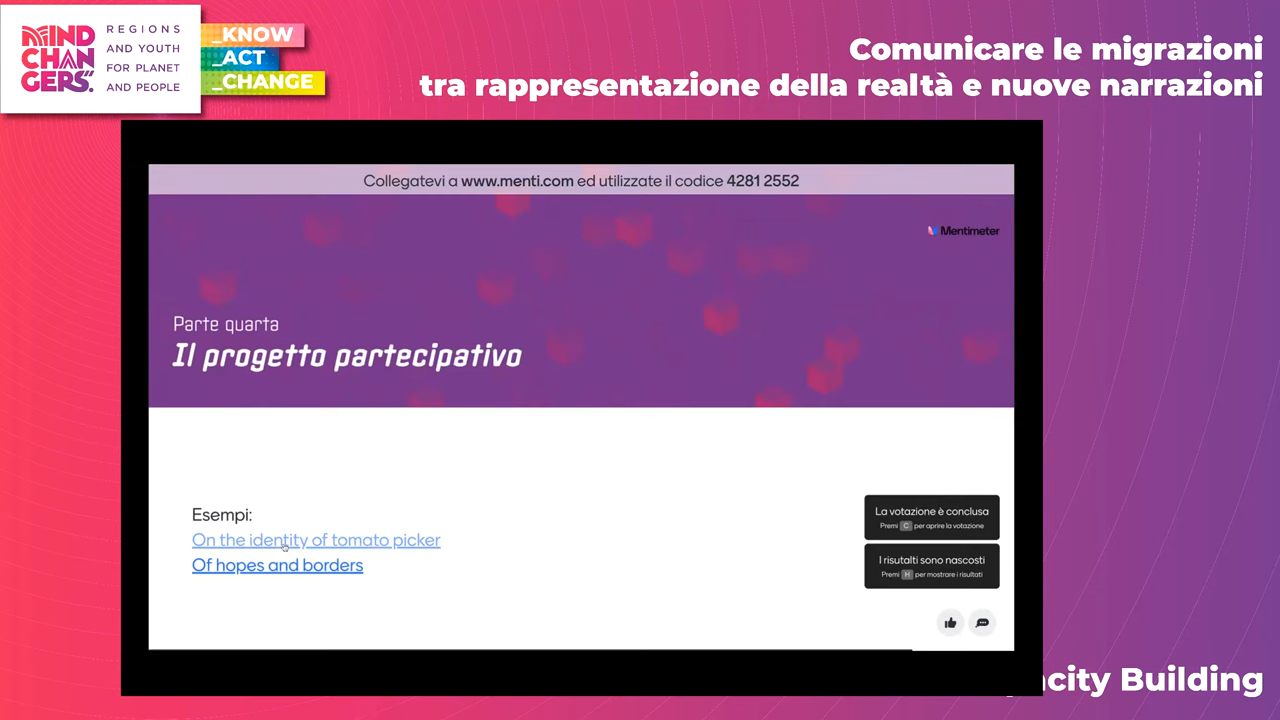 MIND
CHAN
GERS
REGIONS
AND YOUTH
FOR PLANET
AND PEOPLE
_KNOW
_ACT
_CHANGE
Comunicare le migrazioni
tra rappresentazione della realtà e nuove narrazioni
Collegatevi a www.menti.com ed utilizzate il codice 4281 2552
Mentimeter
Parte quarta
Il progetto partecipativo
Esempi:
On the identity of tomato picker
Of hopes and borders
La votazione è conclusa
Premi C per aprire la votazione
I risutalti sono nascosti
Premi H per mostrare i risultati
Building